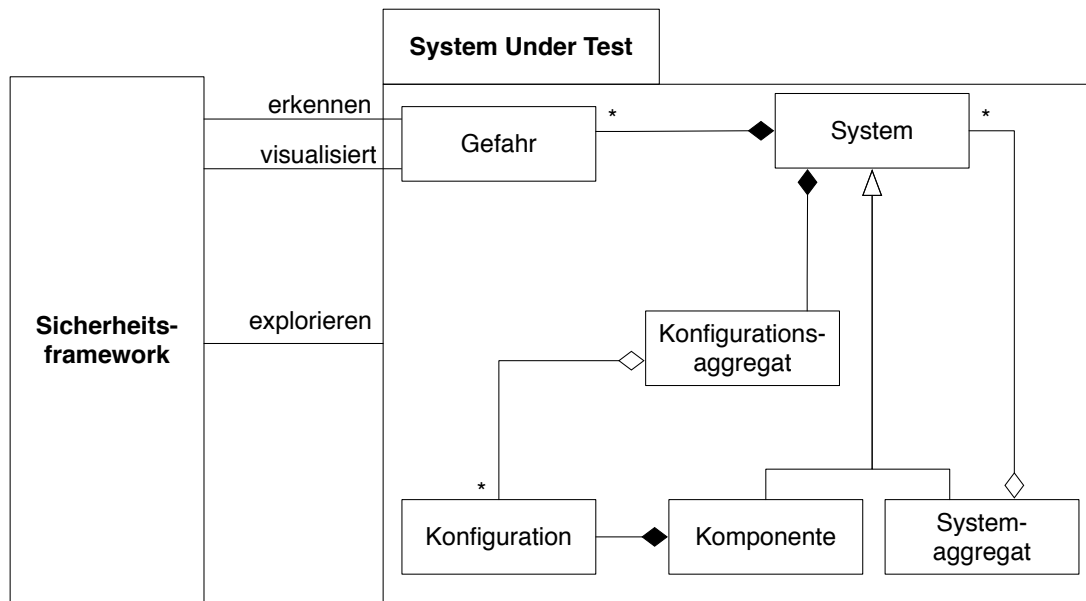 System Under Test
erkennen
*
*
Gefahr
System
visualisiert
Sicherheits-
framework
explorieren
Konfigurations-
aggregat
*
Konfiguration
Komponente
System-
aggregat